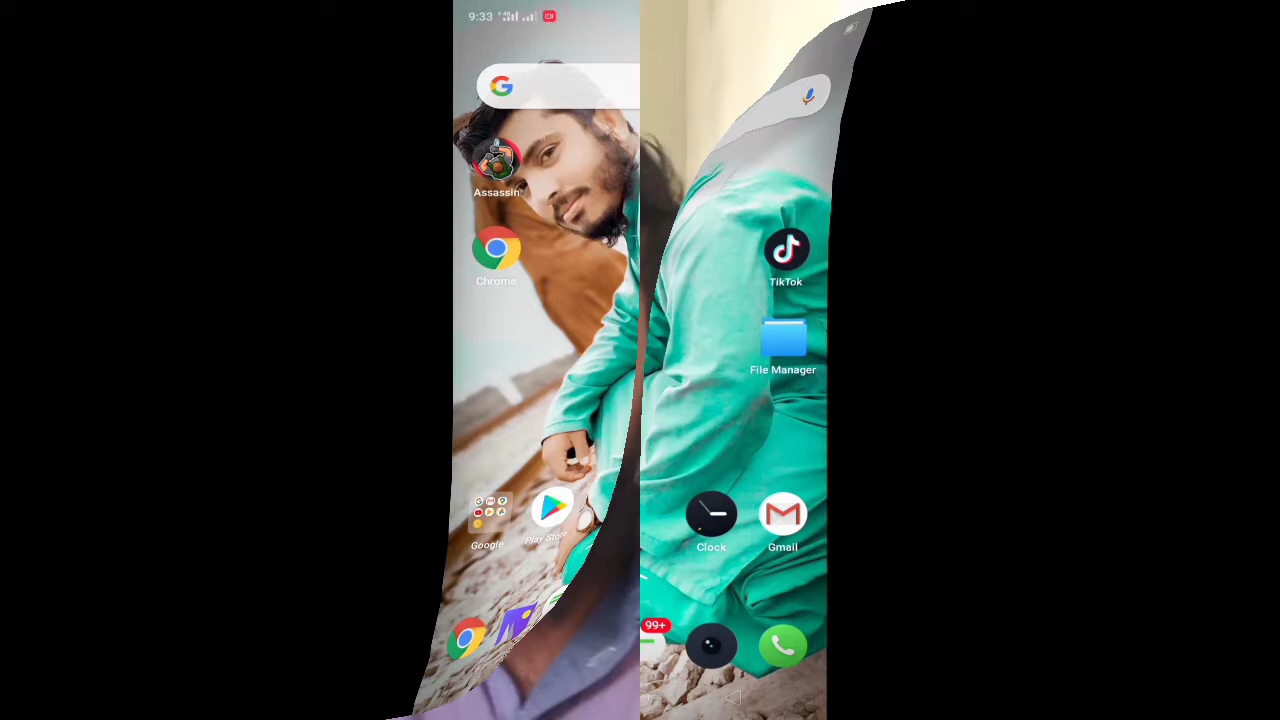 9:33
Assassin
Chrome
TikTok
File Manager
Google
Play Store
Clock
Gmail
99+